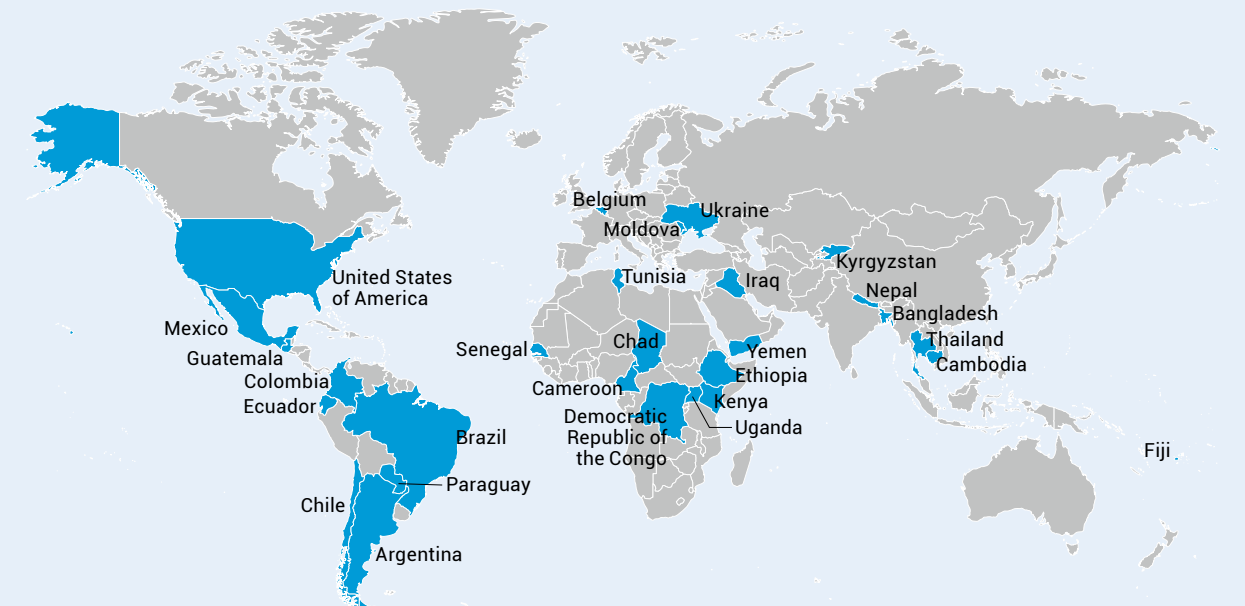 Belgium
Ukraine
Moldova
Kyrgyzstan
United States
of America
Tunisia
Iraq
Nepal
Bangladesh
Mexico
Thailand
Guatemala
Senegal
Chad
Yemen
Cambodia
Colombia
Cameroon
Ethiopia
Ecuador
Kenya
Democratic
Republic of
the Congo
Uganda
Brazil
Fiji
Paraguay
Chile
Argentina